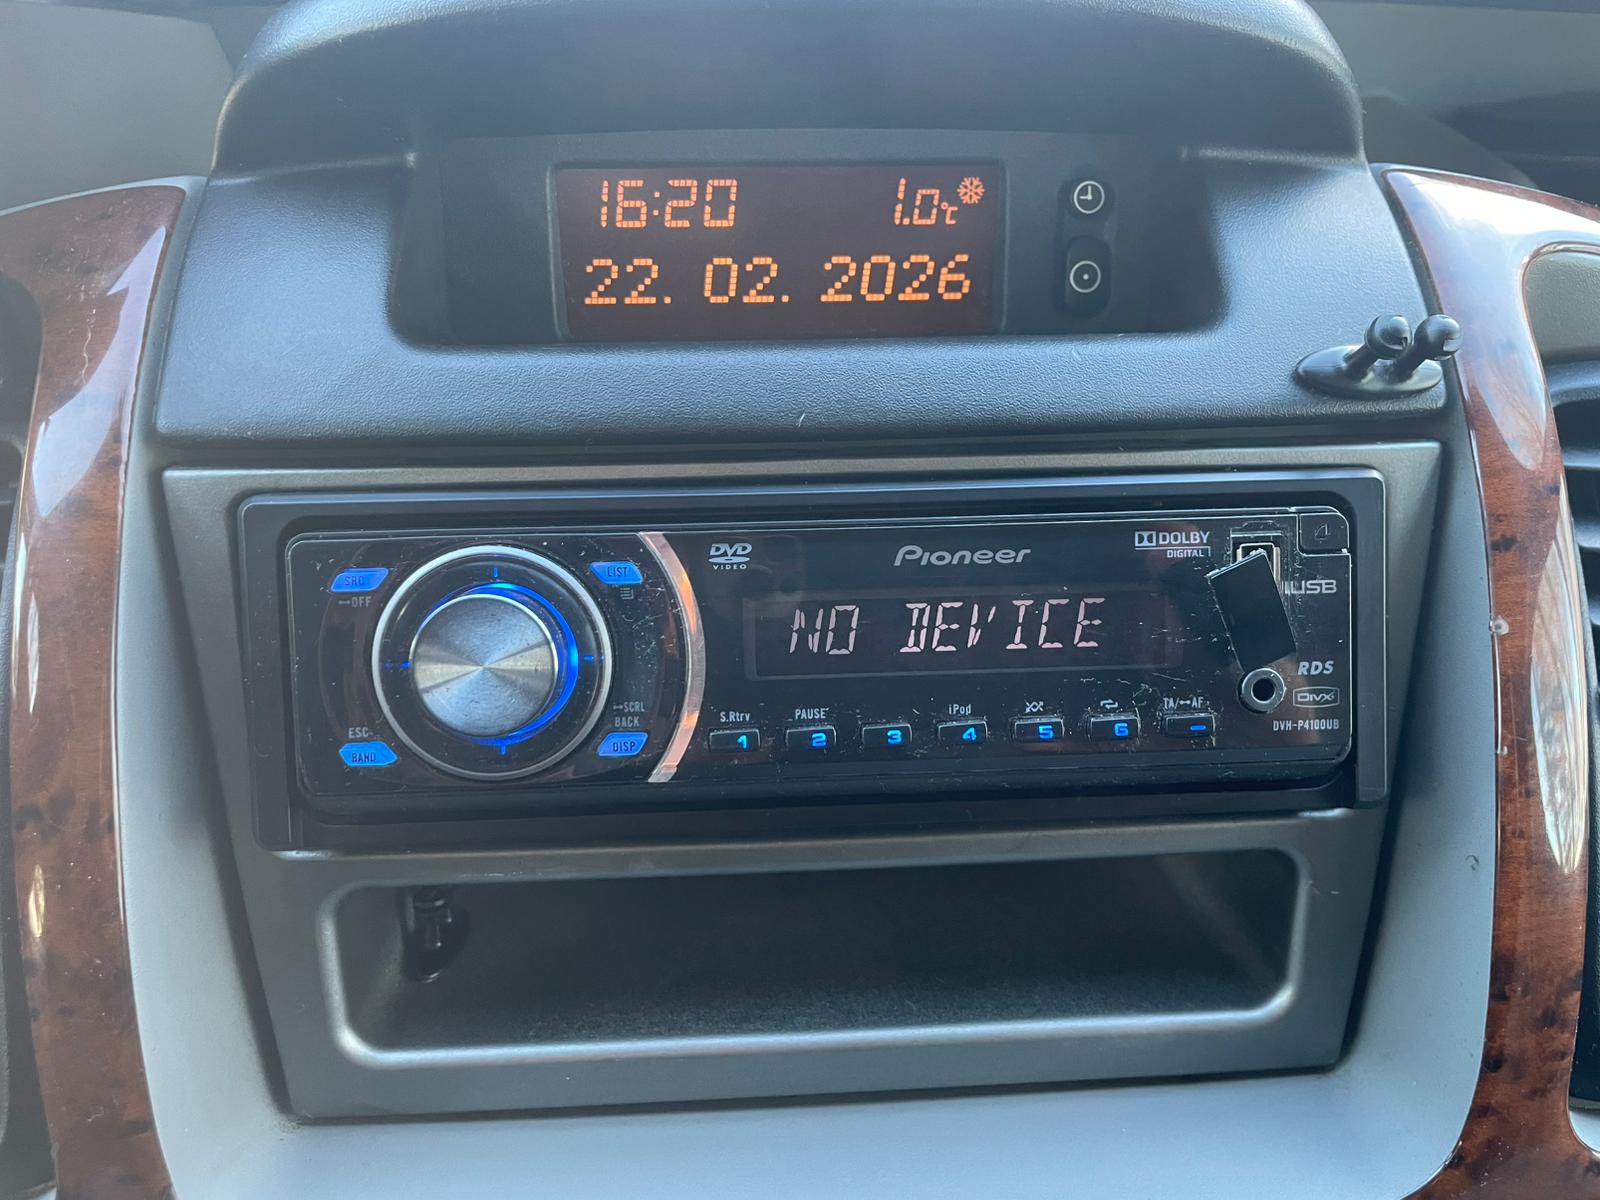 16:20 1.0°C
22. 02. 2026
DVD
VIDEO
Pioneer
DOLBY
DIGITAL
SRC
OFF
LIST
USB
NO DEVICE
RDS
DivX
DVH-P4100UB
ESC
BAND
SCRL
BACK
DISP
S.Rtrv PAUSE iPod TA AF
1 2 3 4 5 6